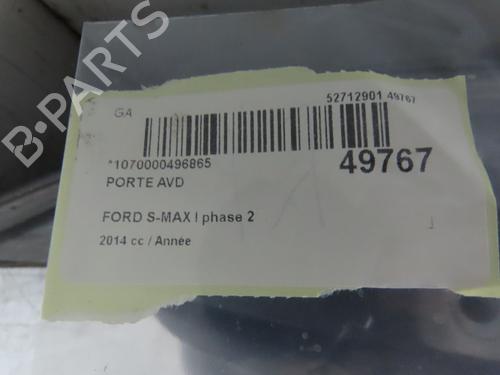 B-PARTS
GA
52712901 49767
*1070000496865
49767
PORTE AVD
FORD S-MAX I phase 2
2014 cc / Année